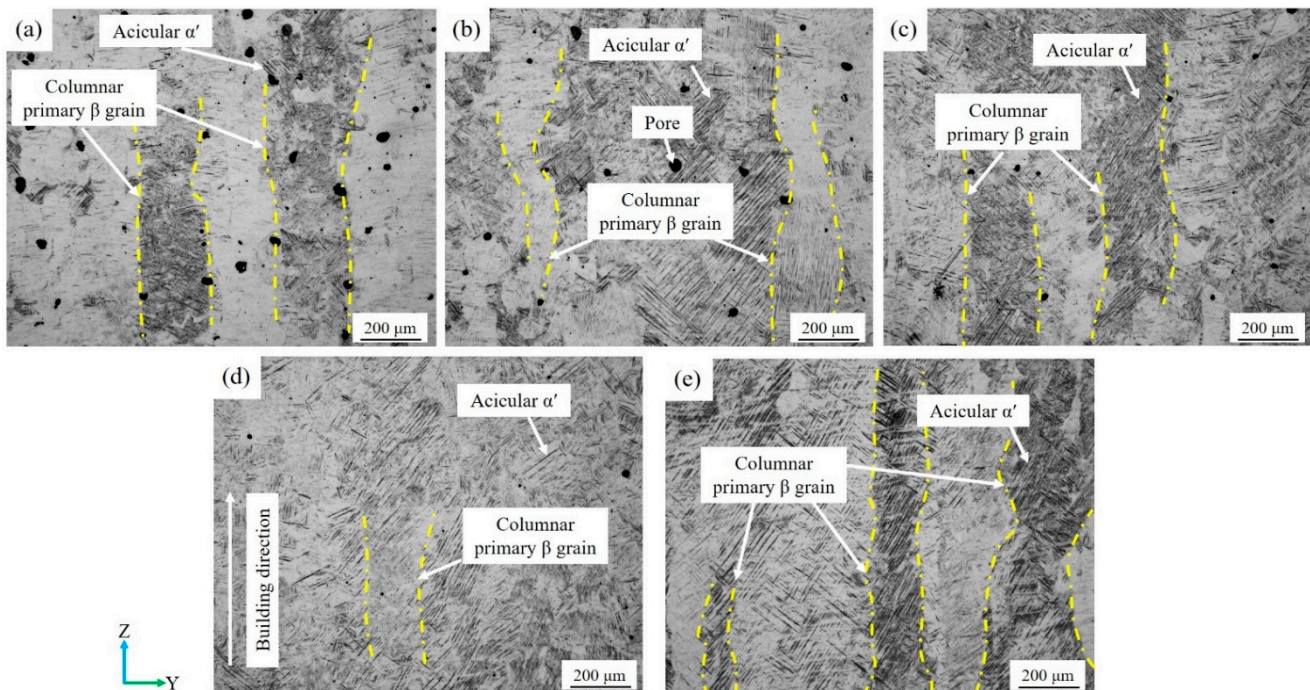 (a)
Acicular α′
Columnar
primary β grain
200 μm
(b)
Acicular α′
Pore
Columnar
primary β grain
200 μm
(c)
Acicular α′
Columnar
primary β grain
200 μm
(d)
Acicular α′
Columnar
primary β grain
Building direction
Z
Y
200 μm
(e)
Acicular α′
Columnar
primary β grain
200 μm